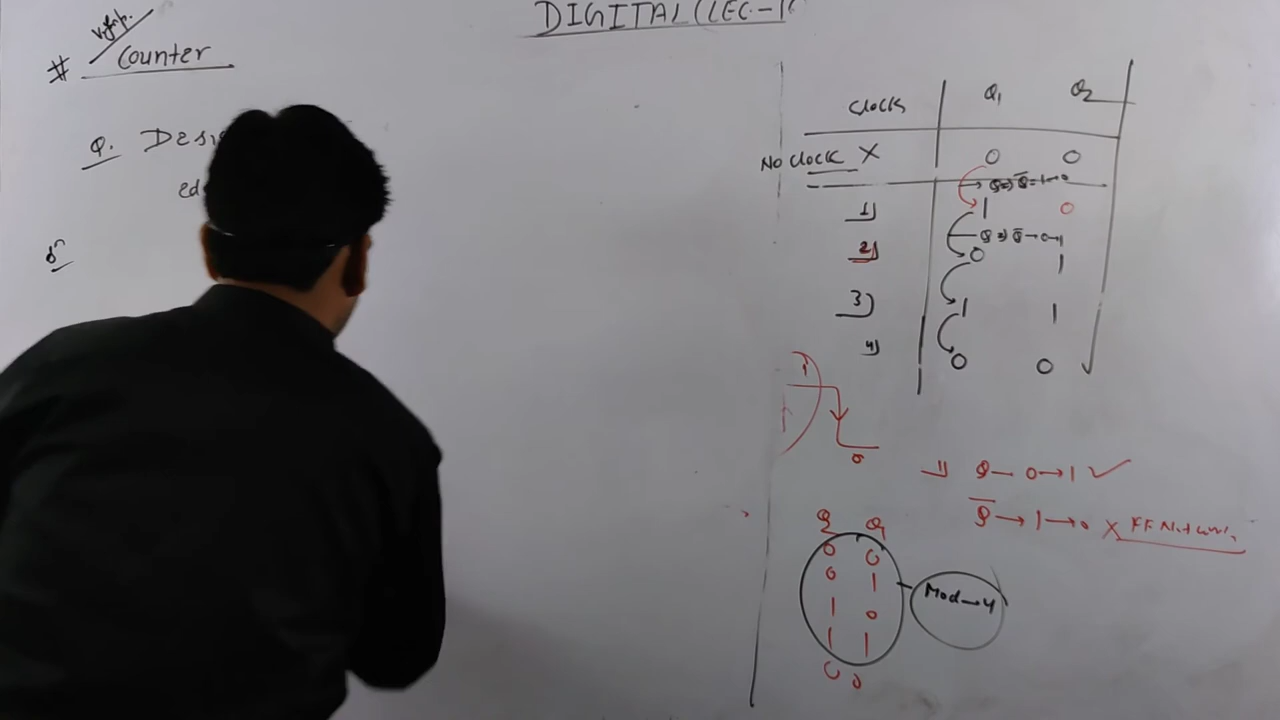 DIGITAL (LEC-1
# Counter
Q. Desi
ed
Clock Q₁ Q₂
No clock X 0 0
1) 1 0
2) 0 1
3) 1 1
4) 0 0
1
0
1) Q— 0→1 ✓
Q̅→ 1→0 X
Q₂ Q₁
0 0
0 1
1 0
1 1
0 0
Mod→4